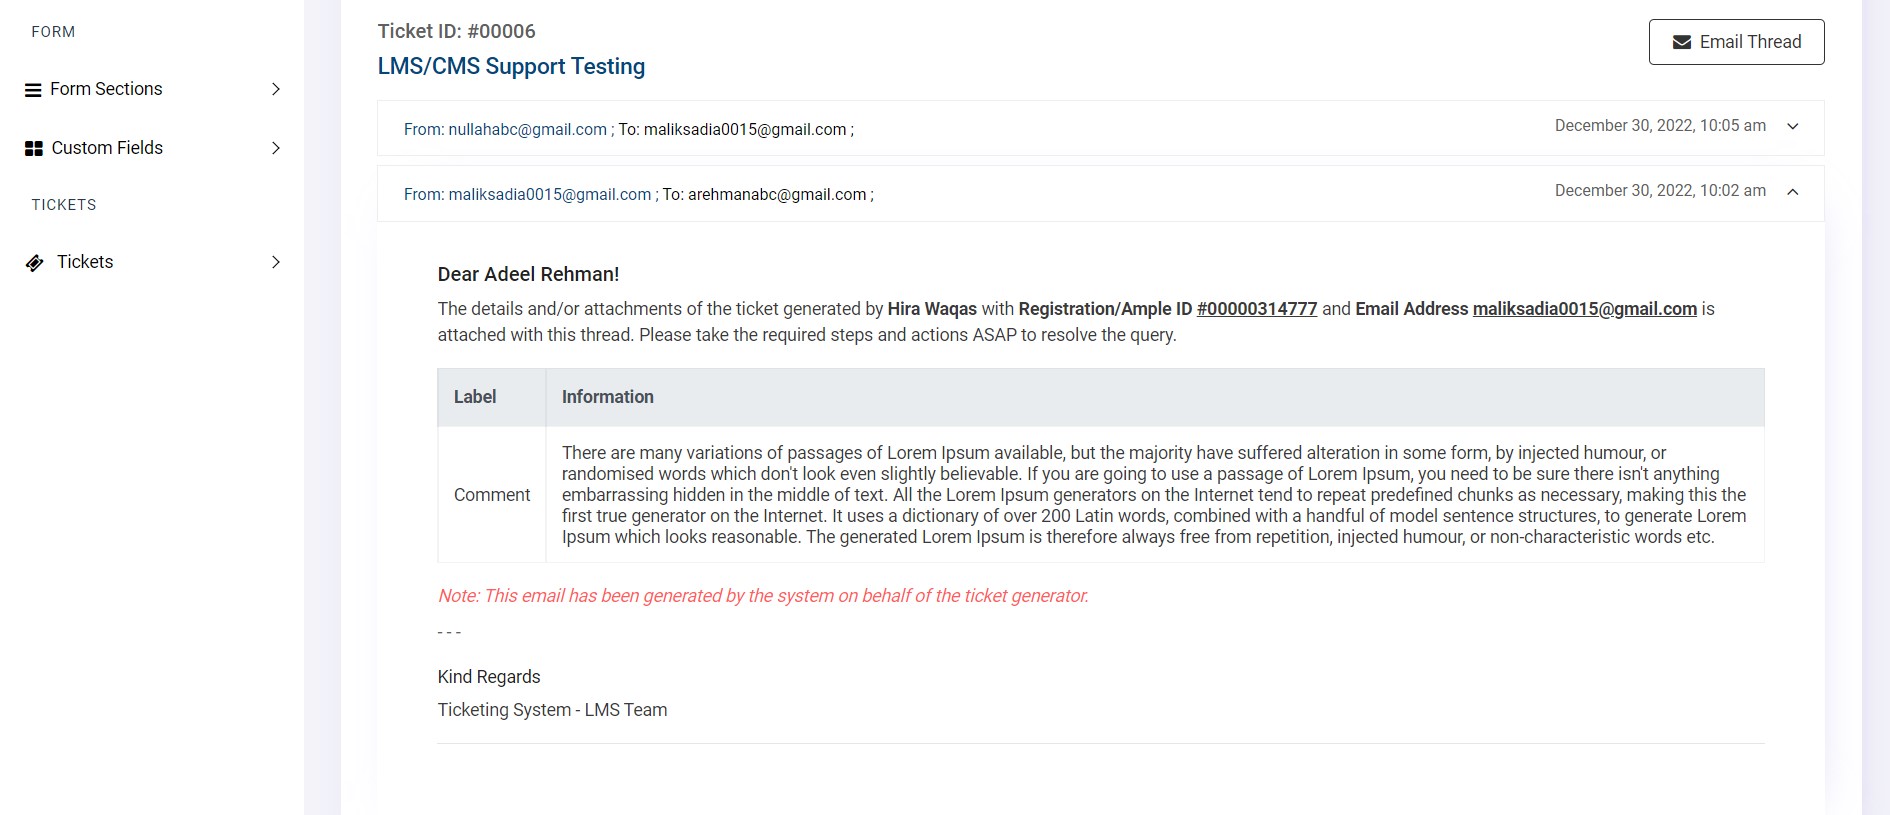 FORM
Form Sections
Custom Fields
TICKETS
Tickets
Ticket ID: #00006
LMS/CMS Support Testing
Email Thread
From: nullahabc@gmail.com ; To: maliksadia0015@gmail.com ;
December 30, 2022, 10:05 am
From: maliksadia0015@gmail.com ; To: arehmanabc@gmail.com ;
December 30, 2022, 10:02 am
Dear Adeel Rehman!
The details and/or attachments of the ticket generated by Hira Waqas with Registration/Ample ID #00000314777 and Email Address maliksadia0015@gmail.com is
attached with this thread. Please take the required steps and actions ASAP to resolve the query.
Label
Information
Comment
There are many variations of passages of Lorem Ipsum available, but the majority have suffered alteration in some form, by injected humour, or
randomised words which don't look even slightly believable. If you are going to use a passage of Lorem Ipsum, you need to be sure there isn't anything
embarrassing hidden in the middle of text. All the Lorem Ipsum generators on the Internet tend to repeat predefined chunks as necessary, making this the
first true generator on the Internet. It uses a dictionary of over 200 Latin words, combined with a handful of model sentence structures, to generate Lorem
Ipsum which looks reasonable. The generated Lorem Ipsum is therefore always free from repetition, injected humour, or non-characteristic words etc.
Note: This email has been generated by the system on behalf of the ticket generator.
- - -
Kind Regards
Ticketing System - LMS Team